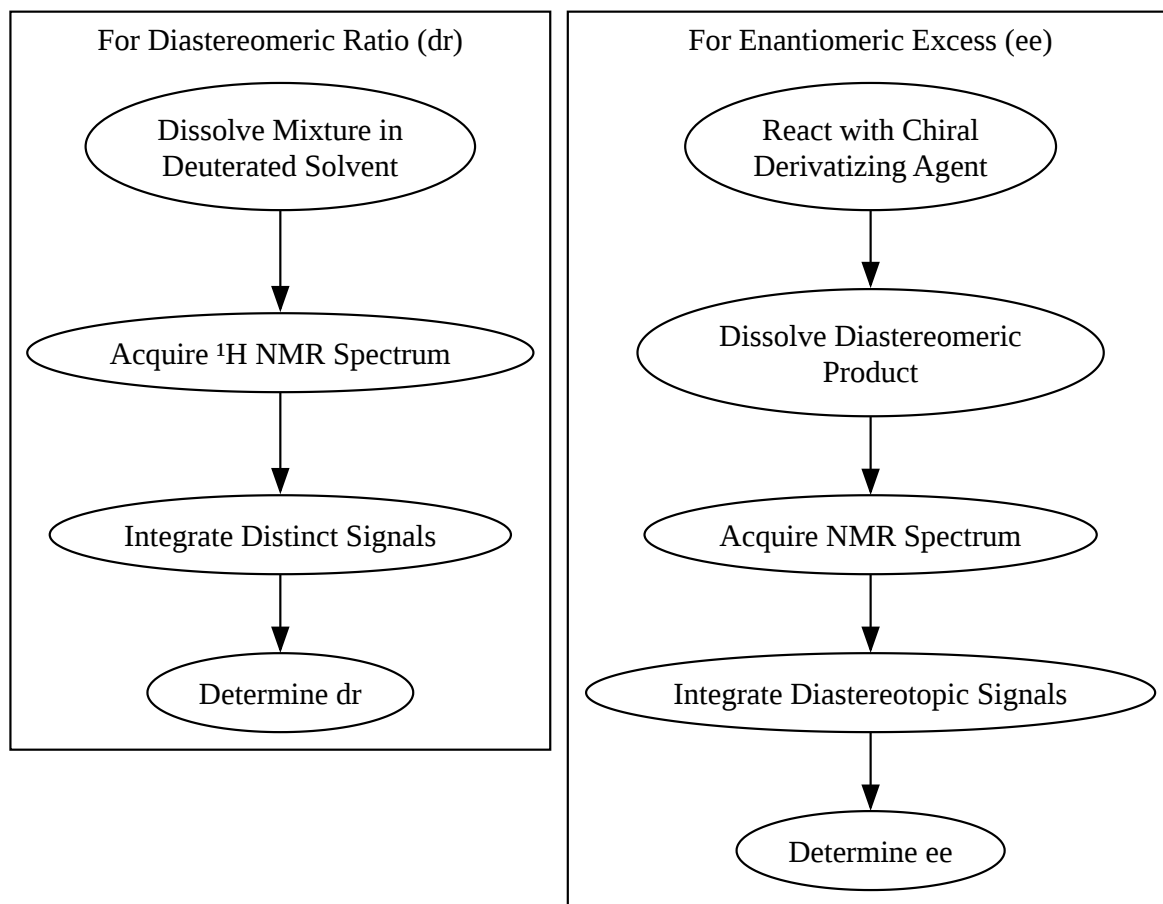 For Diastereomeric Ratio (dr)
Dissolve Mixture in
Deuterated Solvent
Acquire ¹H NMR Spectrum
Integrate Distinct Signals
Determine dr
For Enantiomeric Excess (ee)
React with Chiral
Derivatizing Agent
Dissolve Diastereomeric
Product
Acquire NMR Spectrum
Integrate Diastereotopic Signals
Determine ee